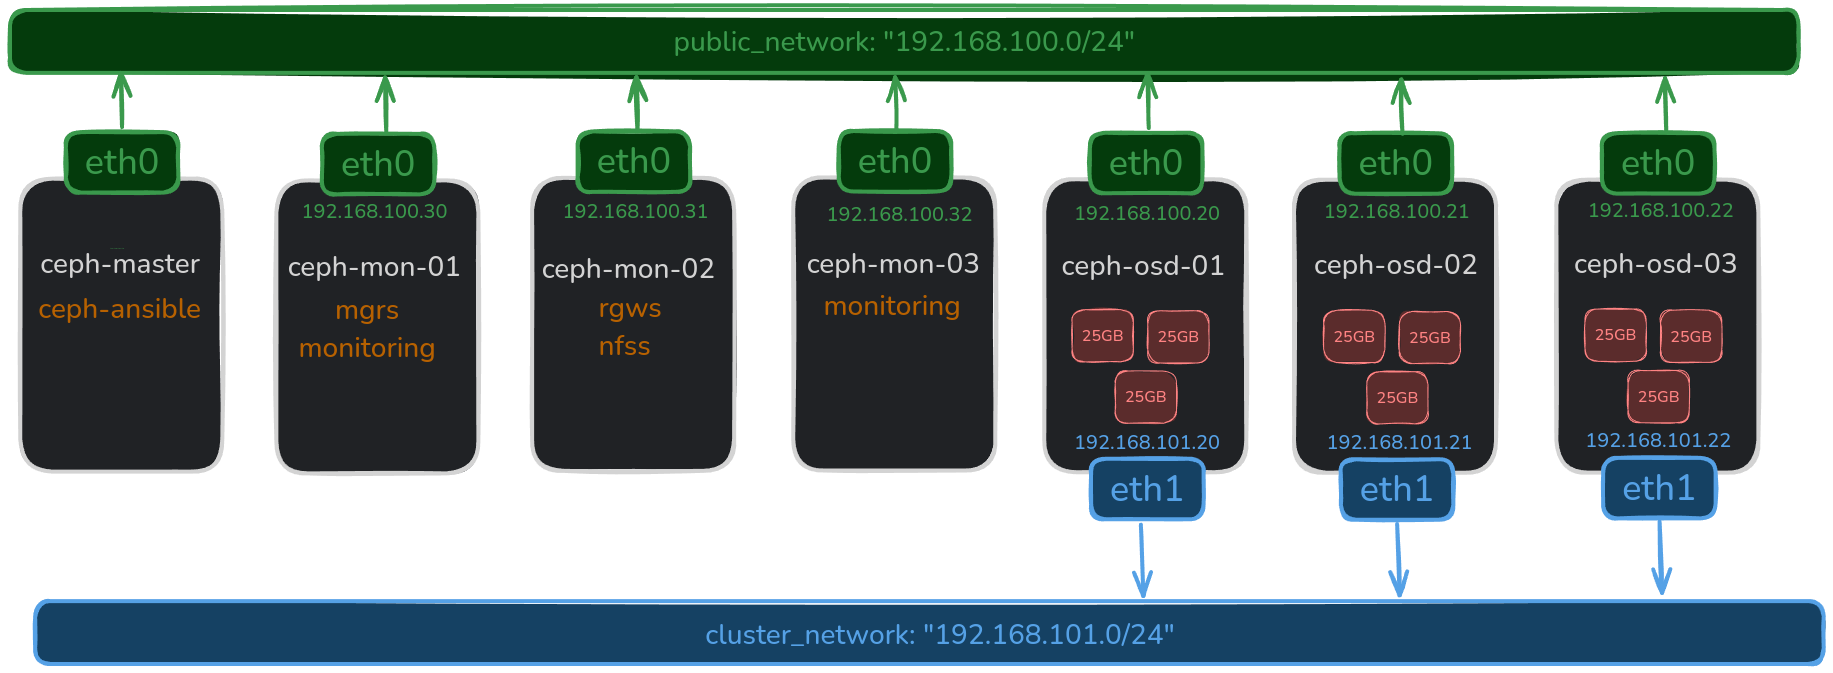 public_network: "192.168.100.0/24"
eth0
eth0
eth0
eth0
eth0
eth0
eth0
192.168.100.30
192.168.100.31
192.168.100.32
192.168.100.20
192.168.100.21
192.168.100.22
ceph-master
ceph-mon-01
ceph-mon-02
ceph-mon-03
ceph-osd-01
ceph-osd-02
ceph-osd-03
ceph-ansible
mgrs
monitoring
rgws
nfss
monitoring
25GB
25GB
25GB
25GB
25GB
25GB
25GB
25GB
25GB
192.168.101.20
192.168.101.21
192.168.101.22
eth1
eth1
eth1
cluster_network: "192.168.101.0/24"